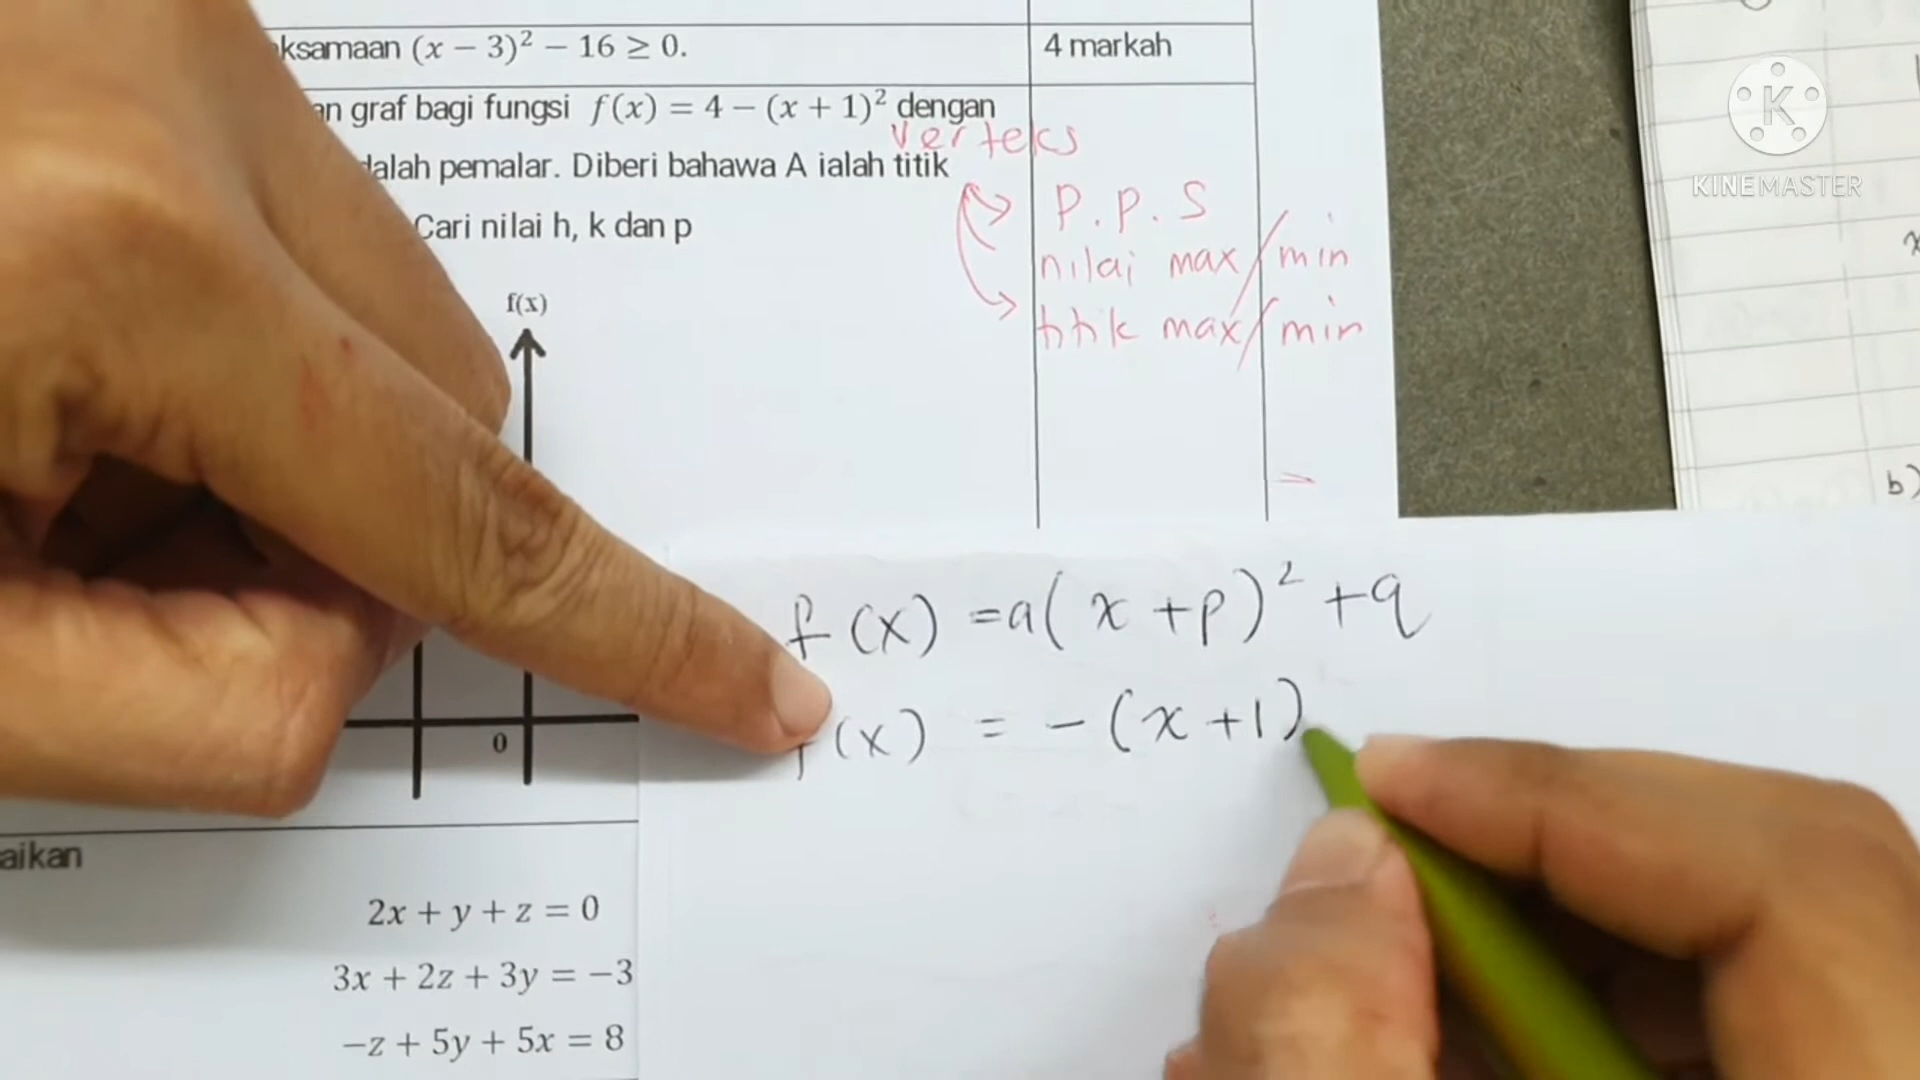 ksamaan (x − 3)² − 16 ≥ 0.
4 markah
an graf bagi fungsi f(x) = 4 − (x + 1)² dengan
verteks
dalah pemalar. Diberi bahawa A ialah titik
P.P.S
Cari nilai h, k dan p
nilai max/min
titik max/min
f(x)
0
f(x) = a(x + p)² + q
f(x) = −(x + 1)
aikan
2x + y + z = 0
3x + 2z + 3y = −3
−z + 5y + 5x = 8
b)
x
K
KINEMASTER